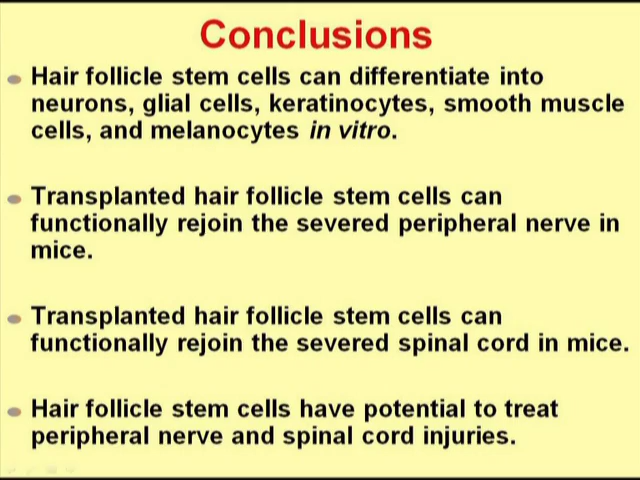 Conclusions
Hair follicle stem cells can differentiate into
neurons, glial cells, keratinocytes, smooth muscle
cells, and melanocytes in vitro.
Transplanted hair follicle stem cells can
functionally rejoin the severed peripheral nerve in
mice.
Transplanted hair follicle stem cells can
functionally rejoin the severed spinal cord in mice.
Hair follicle stem cells have potential to treat
peripheral nerve and spinal cord injuries.